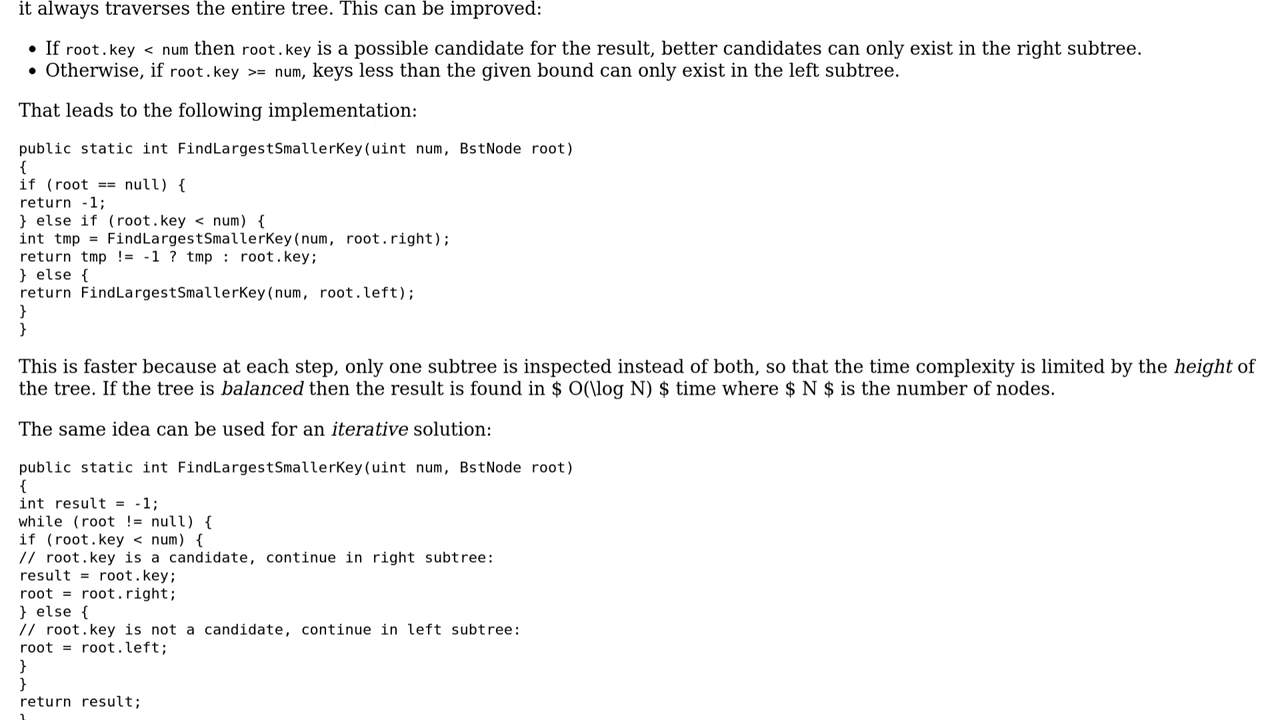 it always traverses the entire tree. This can be improved:
• If root.key < num then root.key is a possible candidate for the result, better candidates can only exist in the right subtree.
• Otherwise, if root.key >= num, keys less than the given bound can only exist in the left subtree.
That leads to the following implementation:
public static int FindLargestSmallerKey(uint num, BstNode root)
{
if (root == null) {
return -1;
} else if (root.key < num) {
int tmp = FindLargestSmallerKey(num, root.right);
return tmp != -1 ? tmp : root.key;
} else {
return FindLargestSmallerKey(num, root.left);
}
}
This is faster because at each step, only one subtree is inspected instead of both, so that the time complexity is limited by the height of
the tree. If the tree is balanced then the result is found in $ O(\log N) $ time where $ N $ is the number of nodes.
The same idea can be used for an iterative solution:
public static int FindLargestSmallerKey(uint num, BstNode root)
{
int result = -1;
while (root != null) {
if (root.key < num) {
// root.key is a candidate, continue in right subtree:
result = root.key;
root = root.right;
} else {
// root.key is not a candidate, continue in left subtree:
root = root.left;
}
}
return result;
}